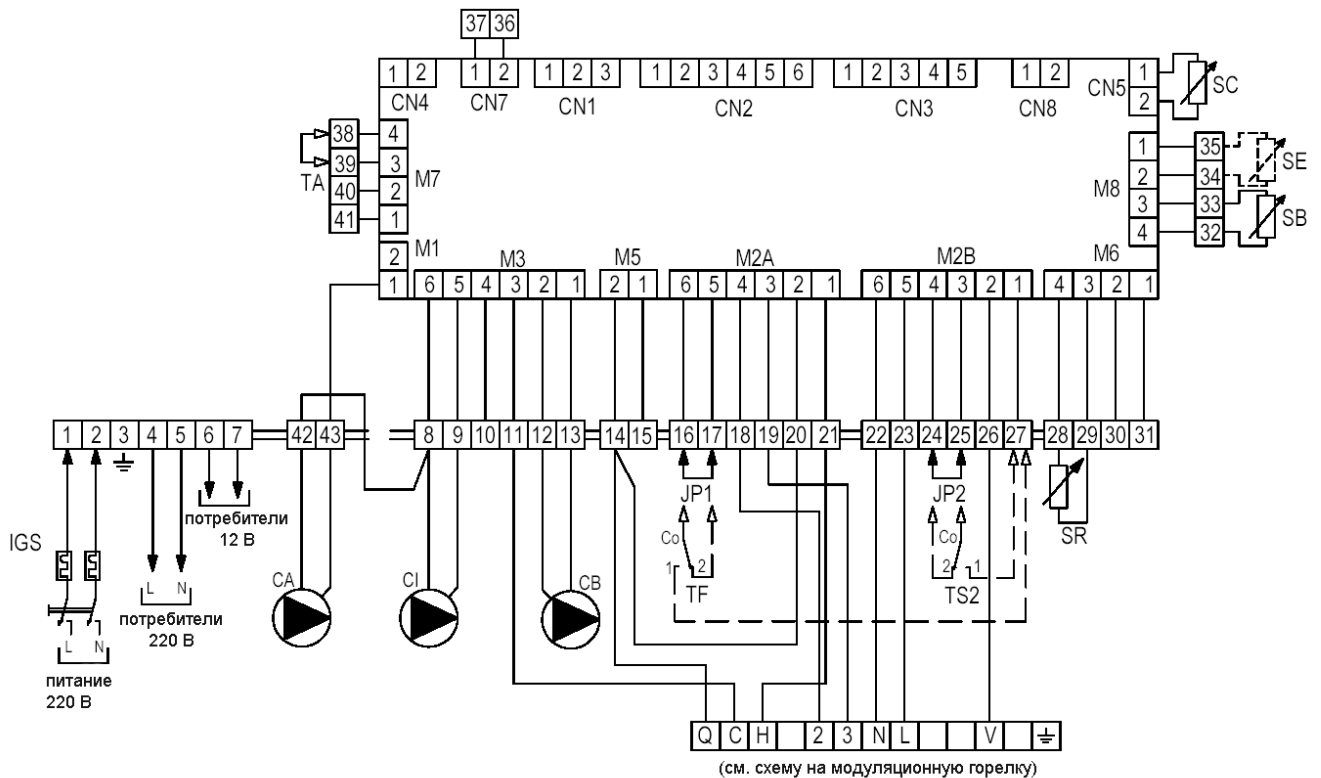 37 36
1 2 1 2 1 2 3 1 2 3 4 5 6 1 2 3 4 5 1 2
CN4 CN7 CN1 CN2 CN3 CN8 CN5
1
2
SC
38 4
39 3
40 2
41 1
TA M7
1 35
2 34
3 33
4 32
M8 SE
SB
M1
2
1
M3 M5 M2A M2B M6
6 5 4 3 2 1 2 1 6 5 4 3 2 1 6 5 4 3 2 1 4 3 2 1
1 2 3 4 5 6 7 42 43 8 9 10 11 12 13 14 15 16 17 18 19 20 21 22 23 24 25 26 27 28 29 30 31
JP1 JP2
SR
потребители
12 В
IGS
Co Co
1 2 2 1
TF TS2
CA CI CB
L N
потребители
220 В
L N
питание
220 В
Q C H 2 3 N L V
(см. схему на модуляционную горелку)